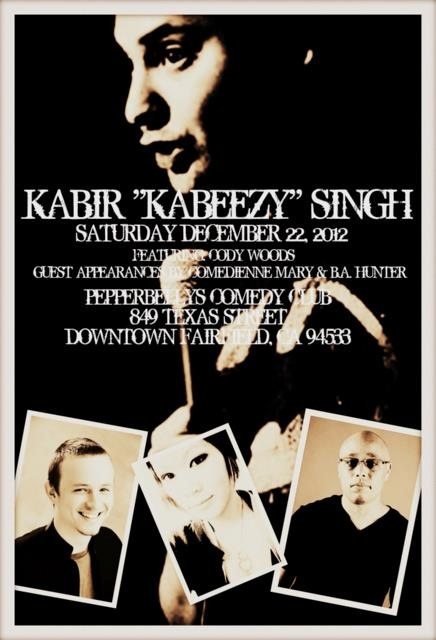 KABIR "KABEEZY" SINGH
SATURDAY DECEMBER 22, 2012
FEATURING: CODY WOODS
GUEST APPEARANCES BY COMEDIENNE MARY & B.A. HUNTER
PEPPERBELLYS COMEDY CLUB
849 TEXAS STREET
DOWNTOWN FAIRFIELD, CA 94533